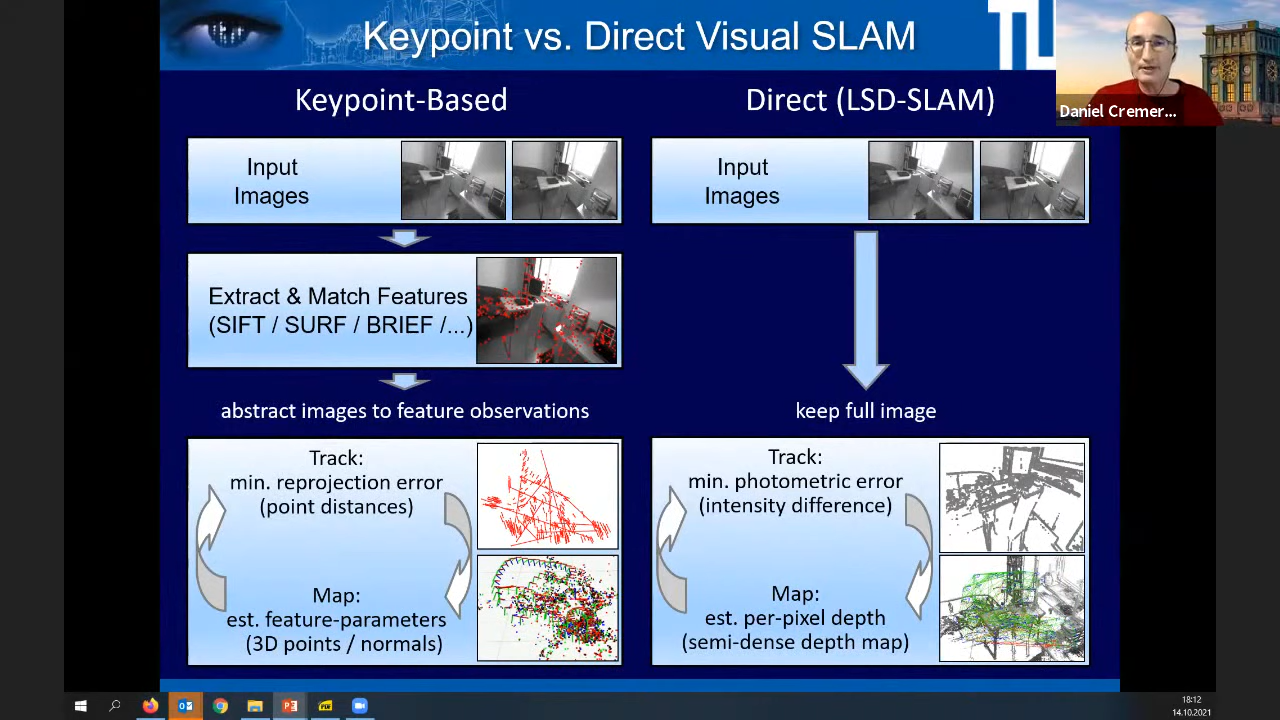 Keypoint vs. Direct Visual SLAM
Daniel Cremer...
Keypoint-Based
Direct (LSD-SLAM)
Input
Images
Input
Images
Extract & Match Features
(SIFT / SURF / BRIEF /...)
abstract images to feature observations
keep full image
Track:
min. reprojection error
(point distances)
Map:
est. feature-parameters
(3D points / normals)
Track:
min. photometric error
(intensity difference)
Map:
est. per-pixel depth
(semi-dense depth map)
18:12
14.10.2021